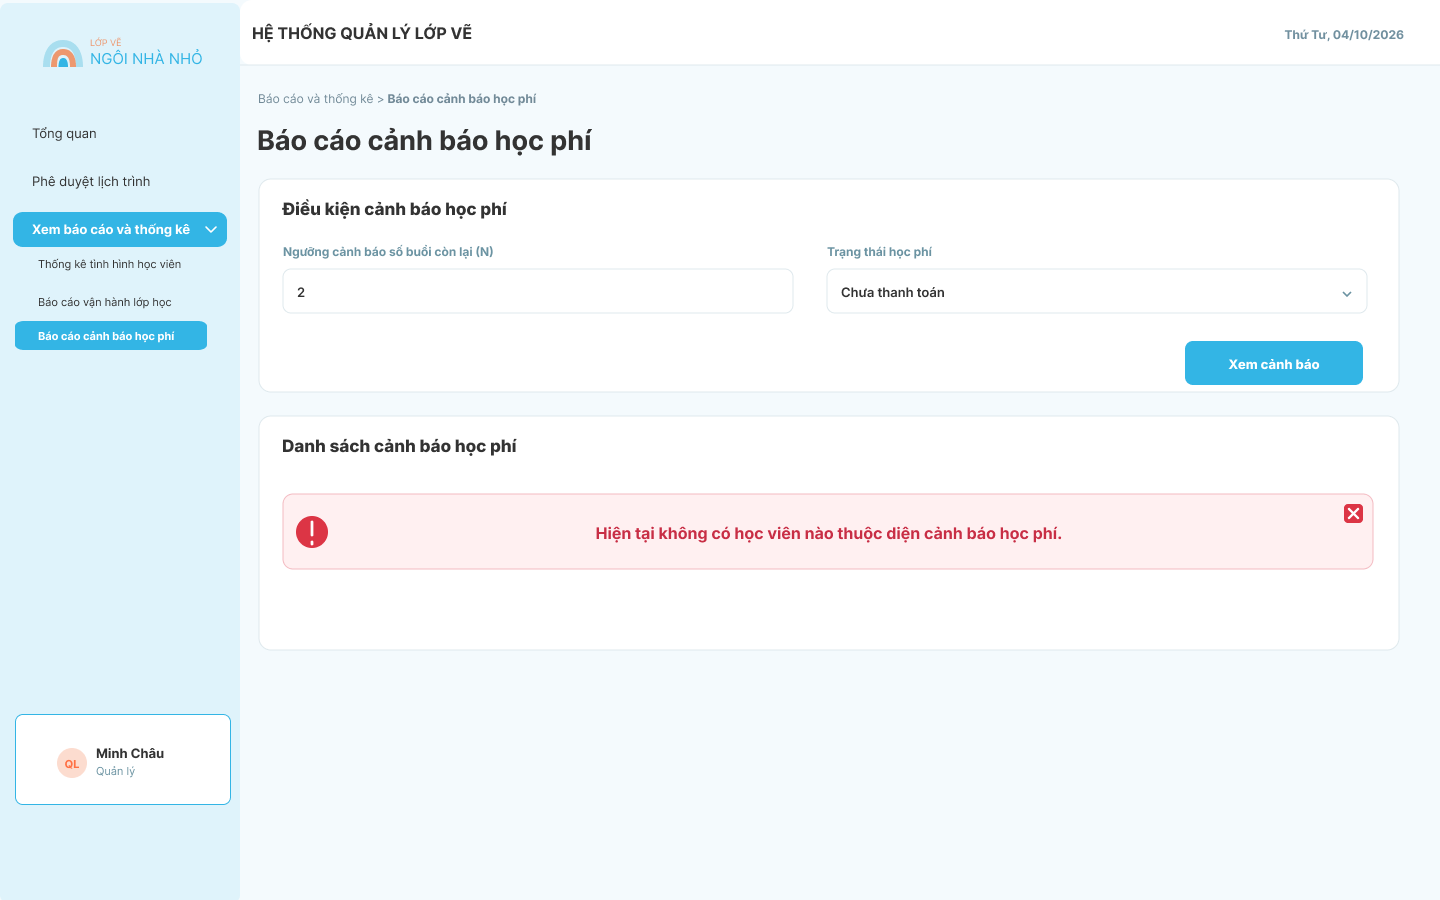 LỚP VẼ
NGÔI NHÀ NHỎ
Tổng quan
Phê duyệt lịch trình
Xem báo cáo và thống kê
Thống kê tình hình học viên
Báo cáo vận hành lớp học
Báo cáo cảnh báo học phí
QL
Minh Châu
Quản lý
HỆ THỐNG QUẢN LÝ LỚP VẼ
Thứ Tư, 04/10/2026
Báo cáo và thống kê > Báo cáo cảnh báo học phí
Báo cáo cảnh báo học phí
Điều kiện cảnh báo học phí
Ngưỡng cảnh báo số buổi còn lại (N)
2
Trạng thái học phí
Chưa thanh toán
Xem cảnh báo
Danh sách cảnh báo học phí
Hiện tại không có học viên nào thuộc diện cảnh báo học phí.